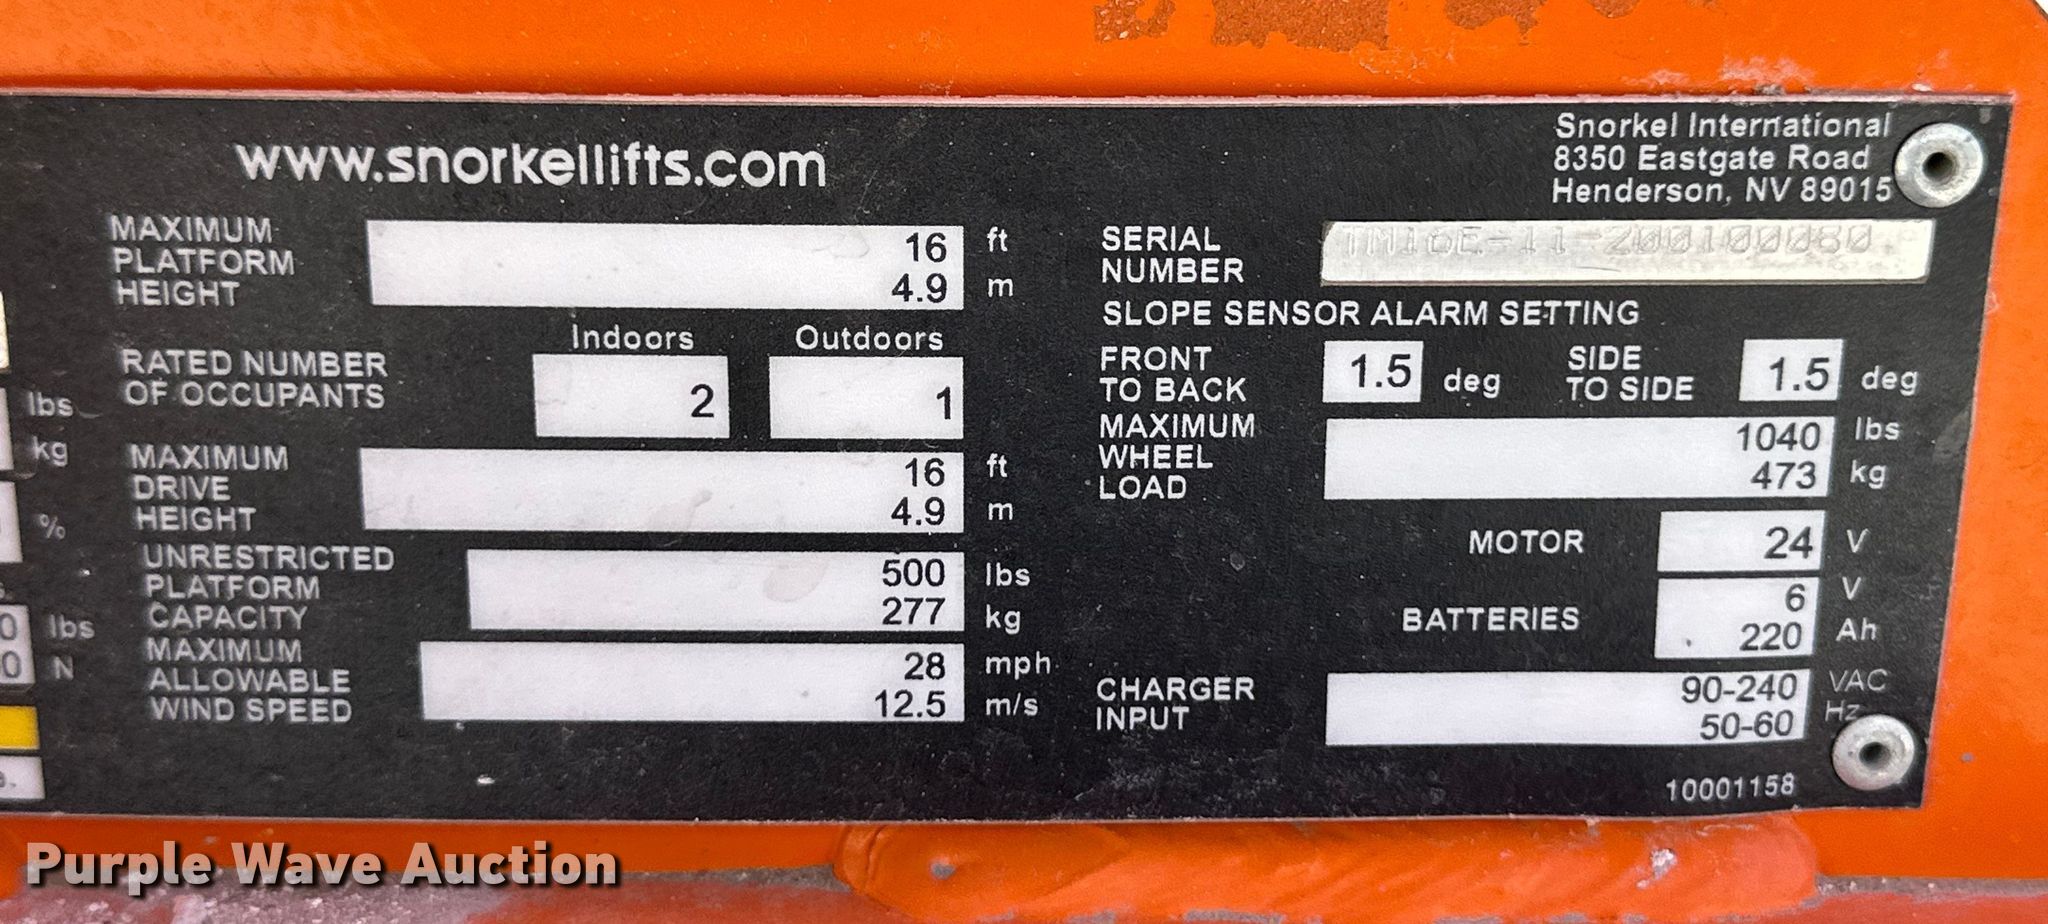 www.snorkellifts.com
Snorkel International
8350 Eastgate Road
Henderson, NV 89015
MAXIMUM
PLATFORM
HEIGHT
16 ft
4.9 m
Indoors Outdoors
RATED NUMBER
OF OCCUPANTS
2 1
MAXIMUM
DRIVE
HEIGHT
16 ft
4.9 m
UNRESTRICTED
PLATFORM
CAPACITY
500 lbs
277 kg
MAXIMUM
ALLOWABLE
WIND SPEED
28 mph
12.5 m/s
SERIAL
NUMBER
TM16E-11-200100080
SLOPE SENSOR ALARM SETTING
FRONT
TO BACK
1.5 deg
SIDE
TO SIDE
1.5 deg
MAXIMUM
WHEEL
LOAD
1040 lbs
473 kg
MOTOR 24 V
BATTERIES
6 V
220 Ah
CHARGER
INPUT
90-240 VAC
50-60 Hz
10001158
lbs
kg
%
lbs
N
Purple Wave Auction